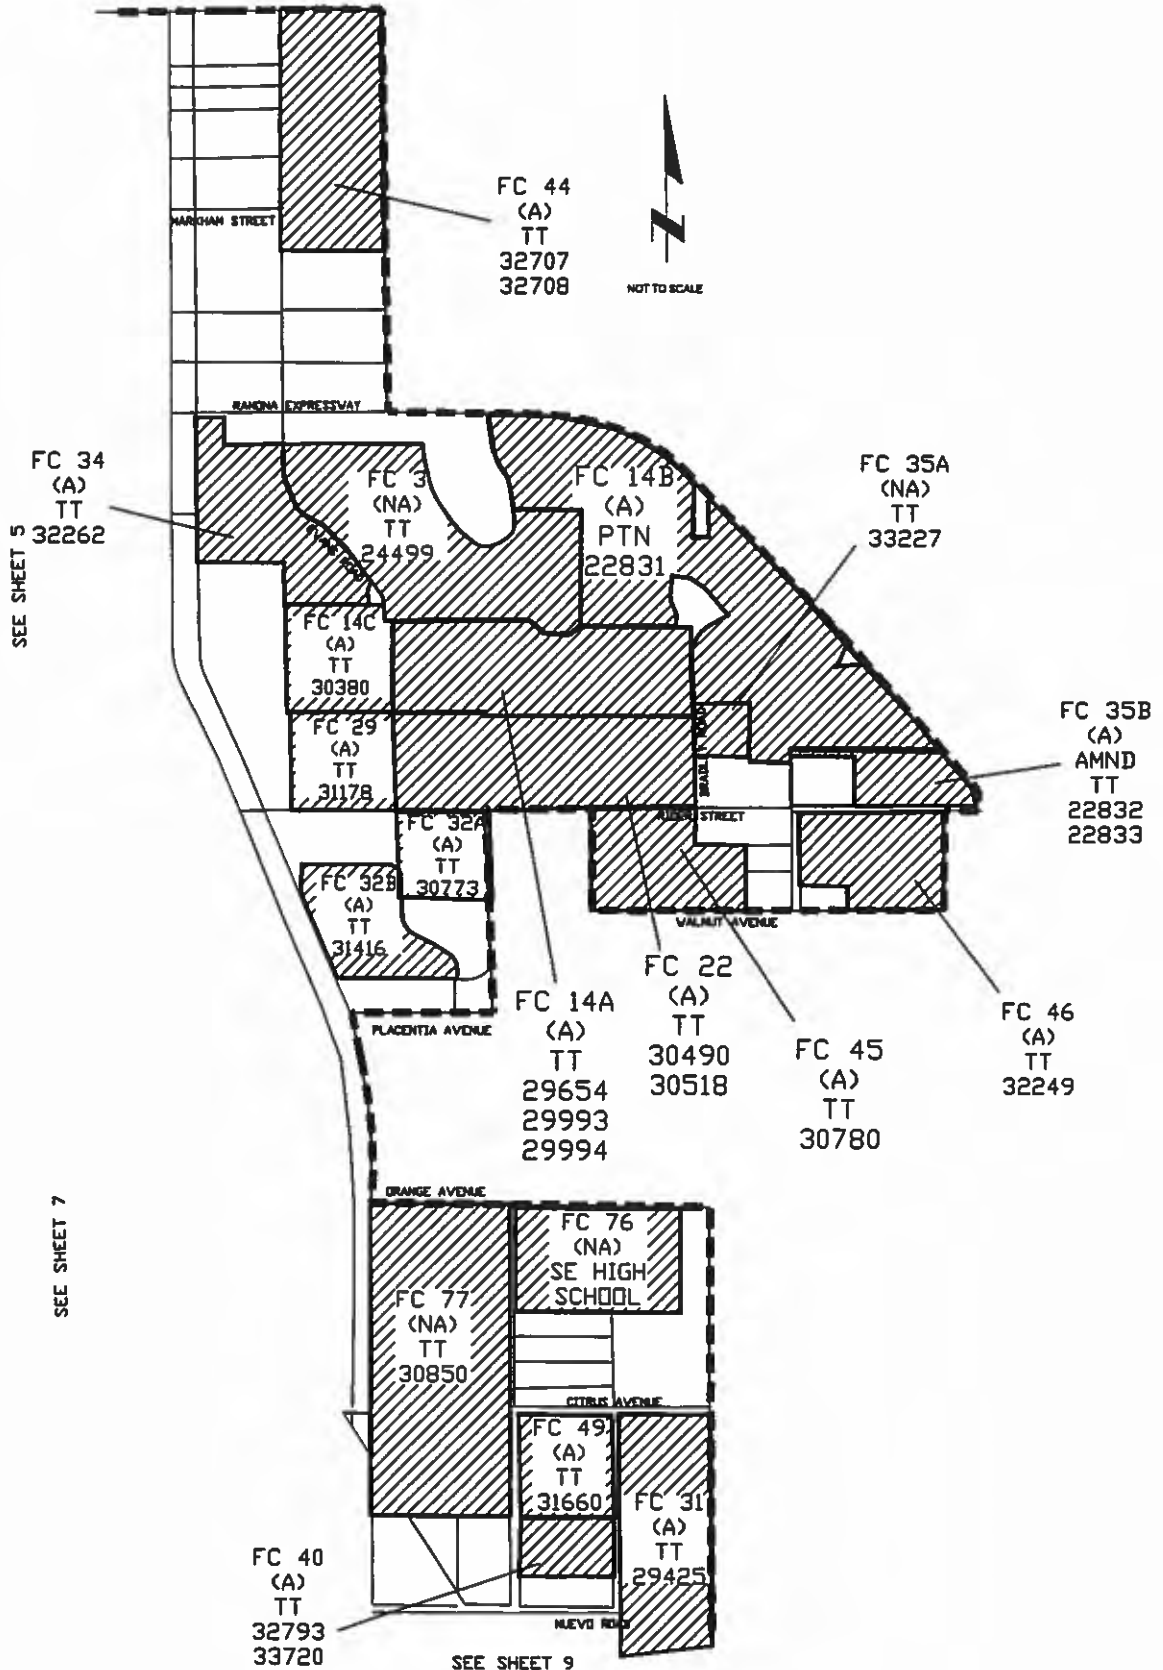 FC 44
(A)
TT
32707
32708
MARKHAM STREET
NOT TO SCALE
RAMONA EXPRESSWAY
FC 34
(A)
TT
32262
SEE SHEET 5
FC 3
(NA)
TT
24499
EVANS ROAD
FC 14B
(A)
PTN
22831
FC 35A
(NA)
TT
33227
FC 14C
(A)
TT
30380
FC 29
(A)
TT
31178
BRADLEY ROAD
FC 35B
(A)
AMND
TT
22832
22833
RIDER STREET
FC 32A
(A)
TT
30773
FC 32B
(A)
TT
31416
WALNUT AVENUE
PLACENTIA AVENUE
FC 14A
(A)
TT
29654
29993
29994
FC 22
(A)
TT
30490
30518
FC 45
(A)
TT
30780
FC 46
(A)
TT
32249
ORANGE AVENUE
SEE SHEET 7
FC 76
(NA)
SE HIGH
SCHOOL
FC 77
(NA)
TT
30850
CITRUS AVENUE
FC 49
(A)
TT
31660
FC 31
(A)
TT
29425
FC 40
(A)
TT
32793
33720
NUEVO ROAD
SEE SHEET 9